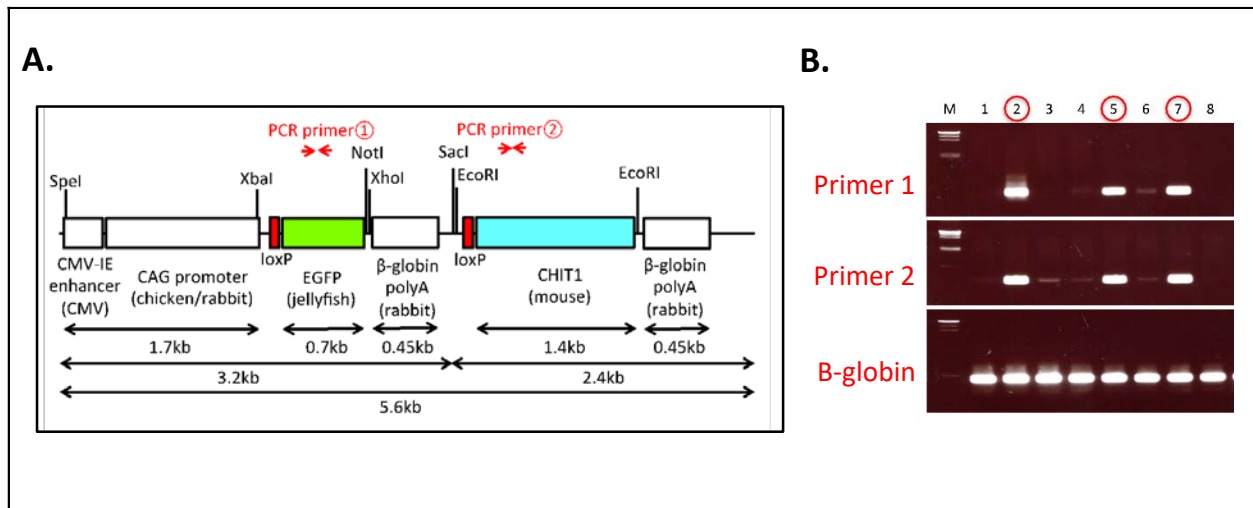 A.
B.
PCR primer① PCR primer②
NotI SacI
SpeI XbaI XhoI EcoRI EcoRI
loxP loxP
CMV-IE
enhancer
(CMV)
CAG promoter
(chicken/rabbit)
EGFP
(jellyfish)
β-globin
polyA
(rabbit)
CHIT1
(mouse)
β-globin
polyA
(rabbit)
1.7kb 0.7kb 0.45kb 1.4kb 0.45kb
3.2kb 2.4kb
5.6kb
M 1 2 3 4 5 6 7 8
Primer 1
Primer 2
B-globin